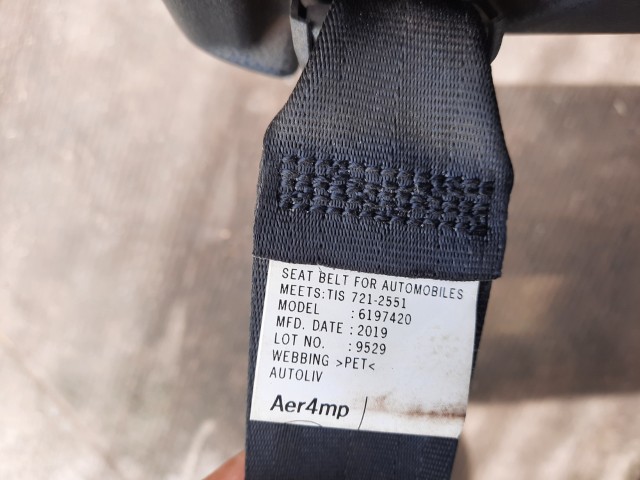 SEAT BELT FOR AUTOMOBILES
MEETS:TIS 721-2551
MODEL :6197420
MFD. DATE :2019
LOT NO. :9529
WEBBING >PET<
AUTOLIV
Aer4mp